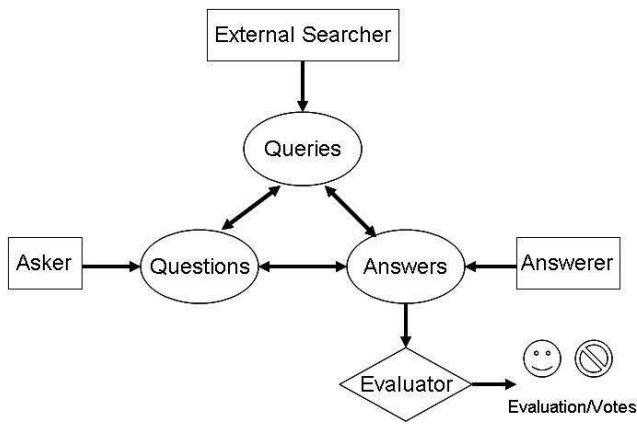 External Searcher
Queries
Asker
Questions
Answers
Answerer
Evaluator
Evaluation/Votes